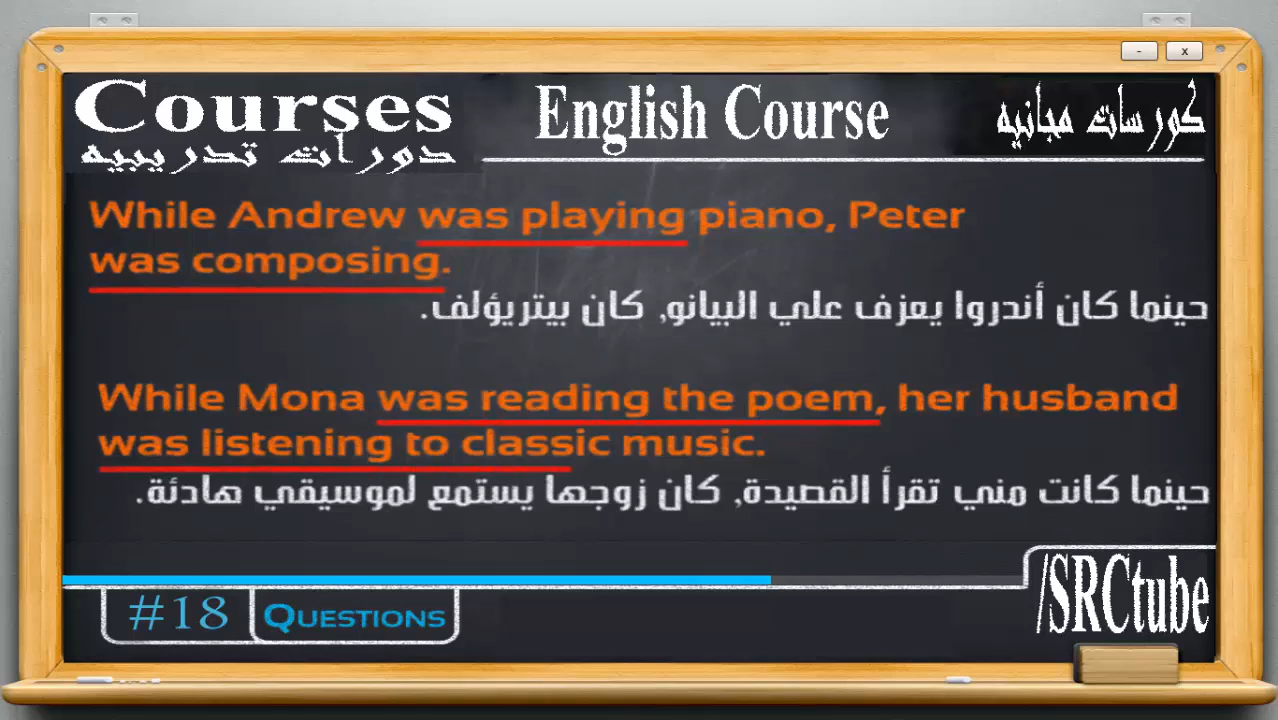 - x
Courses
English Course
كورسات مجانيه
دورات تدريبيه
While Andrew was playing piano, Peter
was composing.
حينما كان أندروا يعزف علي البيانو, كان بيتريؤلف.
While Mona was reading the poem, her husband
was listening to classic music.
حينما كانت مني تقرأ القصيدة, كان زوجها يستمع لموسيقي هادئة.
#18 Questions
/SRCtube